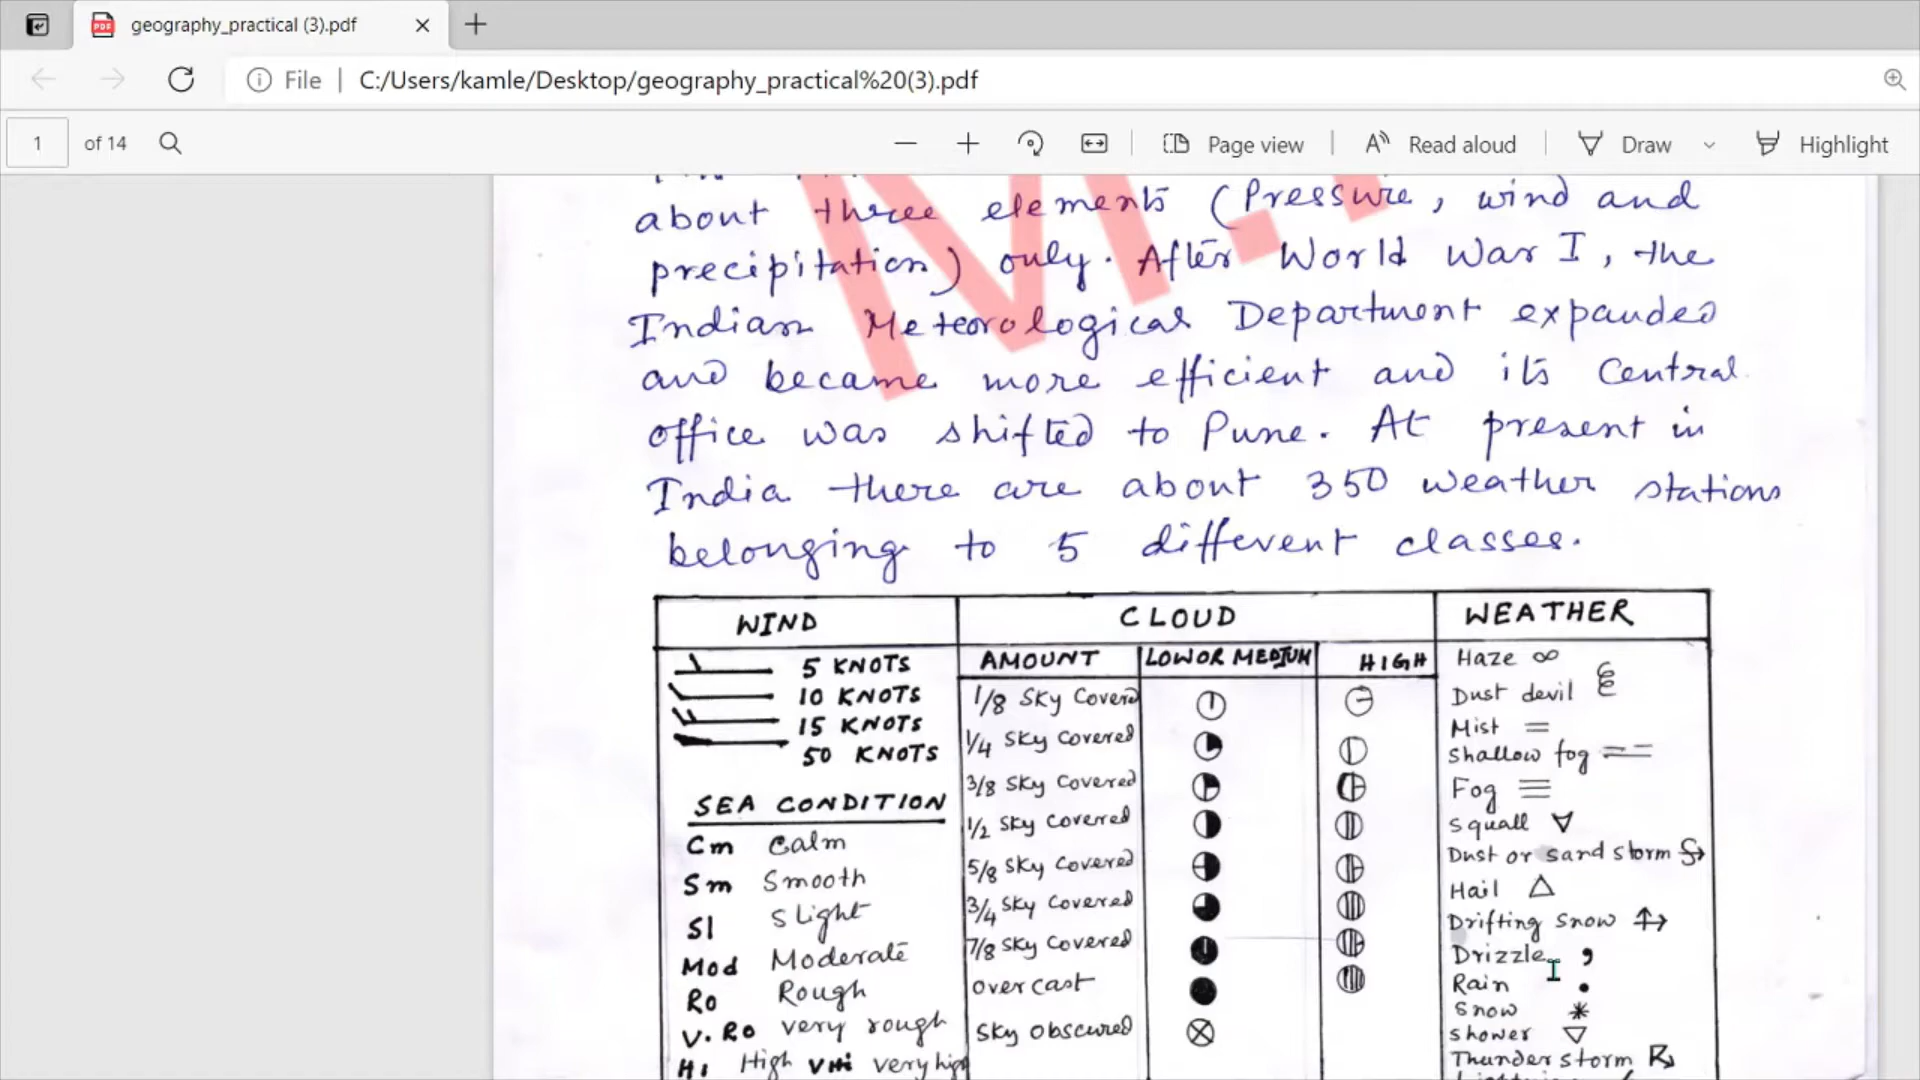 geography_practical (3).pdf
File | C:/Users/kamle/Desktop/geography_practical%20(3).pdf
1 of 14
Page view | Read aloud | Draw Highlight
about three elements (Pressure, wind and
precipitation) only. After World War I, the
Indian Meteorological Department expanded
and became more efficient and its Central
office was shifted to Pune. At present in
India there are about 350 weather stations
belonging to 5 different classes.
WIND
5 KNOTS
10 KNOTS
15 KNOTS
50 KNOTS
SEA CONDITION
Cm Calm
Sm Smooth
Sl Slight
Mod Moderate
Ro Rough
V. Ro very rough
Hi High VHi very high
CLOUD
AMOUNT LOW OR MEDIUM HIGH
1/8 Sky Covered
1/4 Sky Covered
3/8 Sky Covered
1/2 Sky Covered
5/8 Sky Covered
3/4 Sky Covered
7/8 Sky Covered
overcast
Sky obscured
WEATHER
Haze ∞
Dust devil
Mist =
Shallow fog
Fog ≡
Squall
Dust or sand storm
Hail △
Drifting snow
Drizzle ,
Rain •
Snow *
Shower ▽
Thunder storm